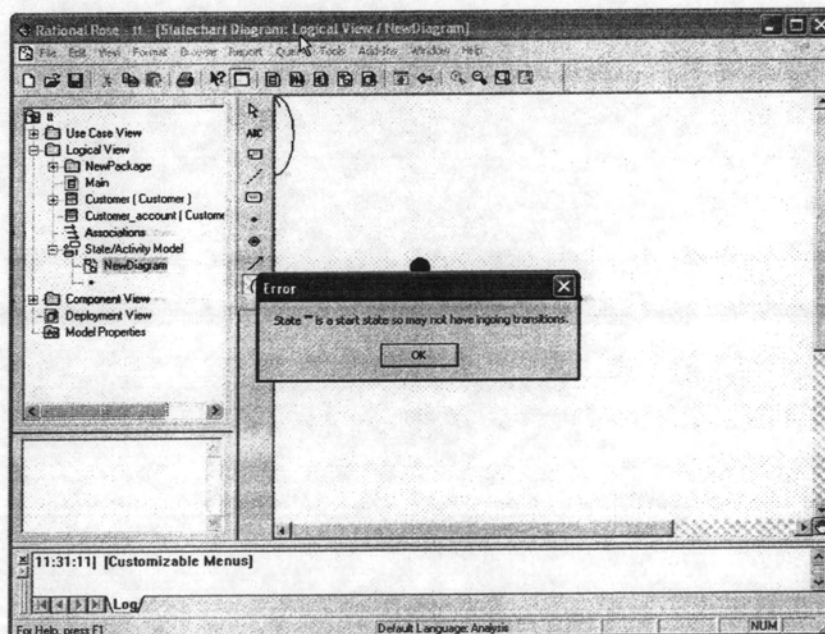 Rational Rose - tt - [Statechart Diagram: Logical View / NewDiagram]
File Edit View Format Browse Report Query Tools Add-Ins Window Help
tt
Use Case View
Logical View
NewPackage
Main
Customer ( Customer )
Customer_account ( Custome
Associations
State/Activity Model
NewDiagram
Component View
Deployment View
Model Properties
ABC
Error
State "" is a start state so may not have ingoing transitions.
OK
11:31:11| [Customizable Menus]
Log
For Help, press F1
Default Language: Analysis
NUM